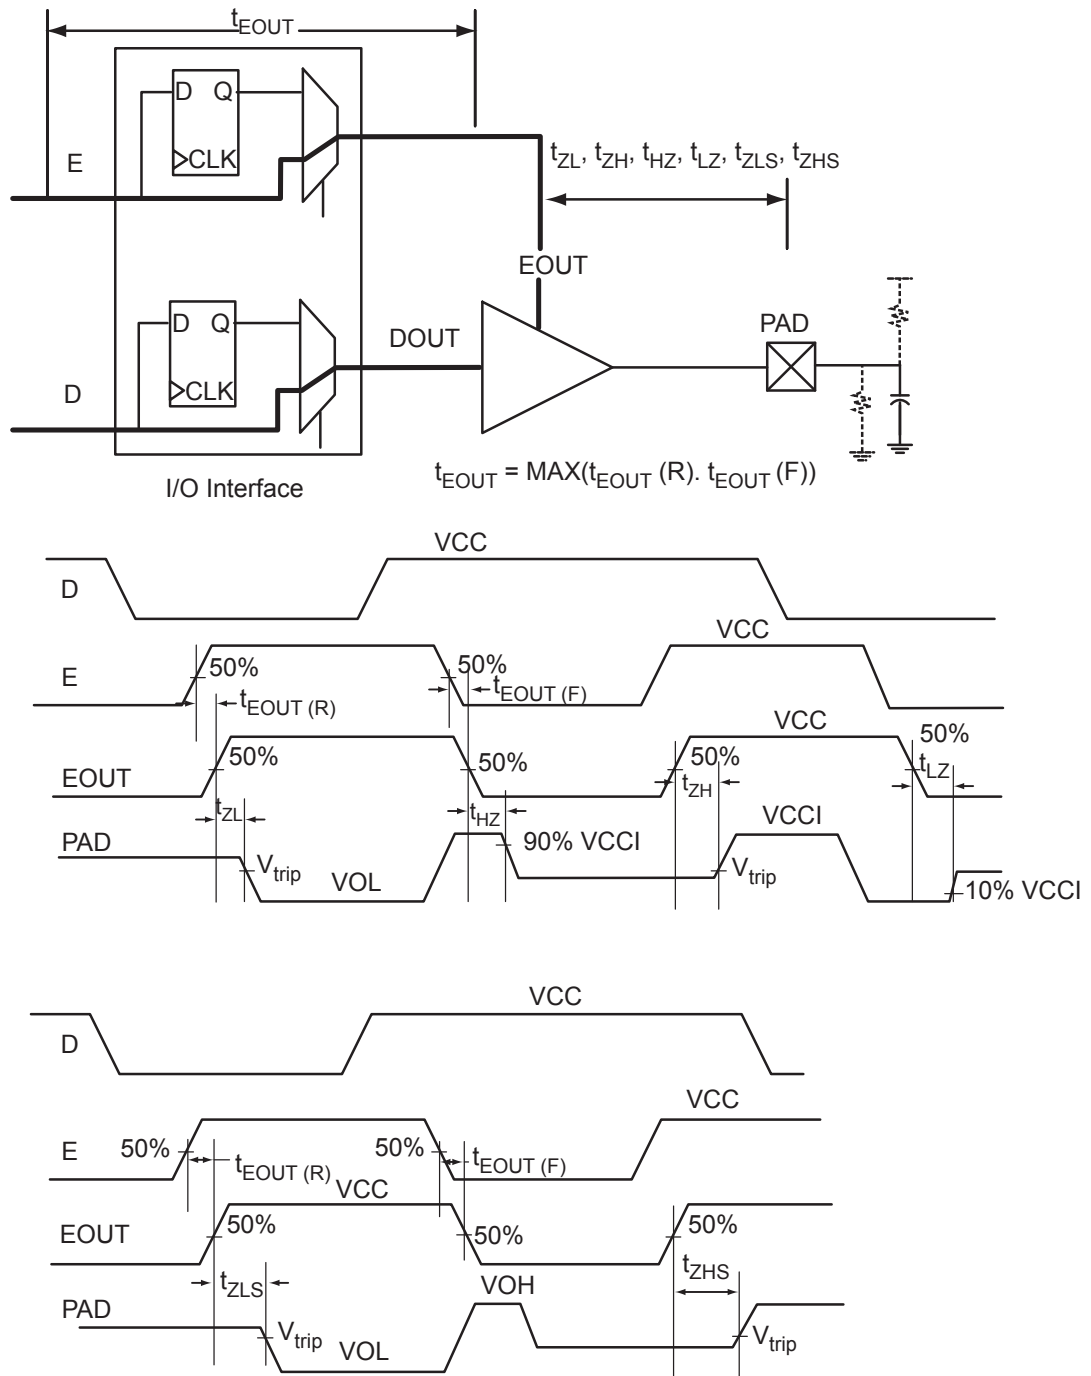 tEOUT
D Q
CLK
E
tZL, tZH, tHZ, tLZ, tZLS, tZHS
EOUT
D Q
CLK
D
DOUT
PAD
I/O Interface
tEOUT = MAX(tEOUT (R). tEOUT (F))
VCC
D
VCC
50%
50%
E
tEOUT (R)
tEOUT (F)
VCC
50%
50%
50%
50%
EOUT
tZL
tHZ
tZH
tLZ
PAD
VCCI
90% VCCI
Vtrip
VOL
Vtrip
10% VCCI
VCC
D
VCC
50%
50%
E
tEOUT (R)
tEOUT (F)
VCC
50%
50%
50%
EOUT
tZLS
VOH
tZHS
PAD
Vtrip
VOL
Vtrip